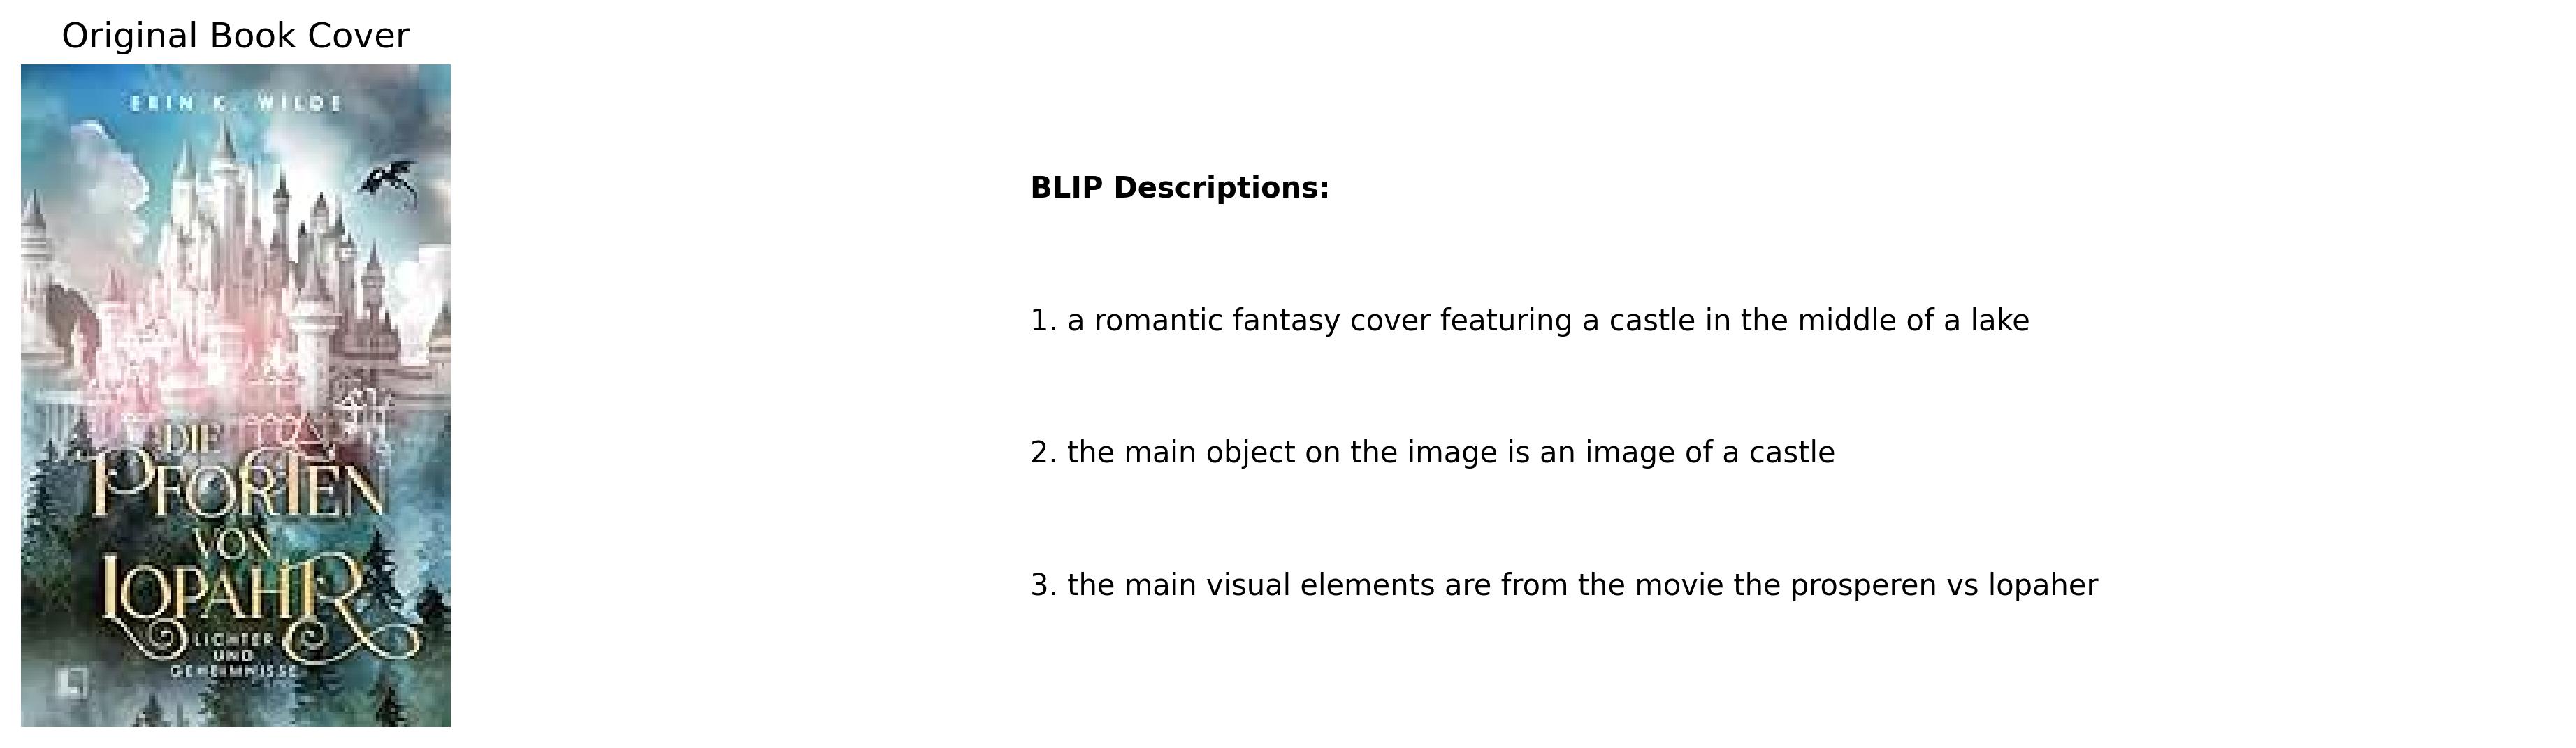 Original Book Cover
ERIN K. WILDE
DIE
PFORTEN
VON
LOPAHR
LICHTER
UND
GEHEIMNISSE
BLIP Descriptions:
1. a romantic fantasy cover featuring a castle in the middle of a lake
2. the main object on the image is an image of a castle
3. the main visual elements are from the movie the prosperen vs lopaher